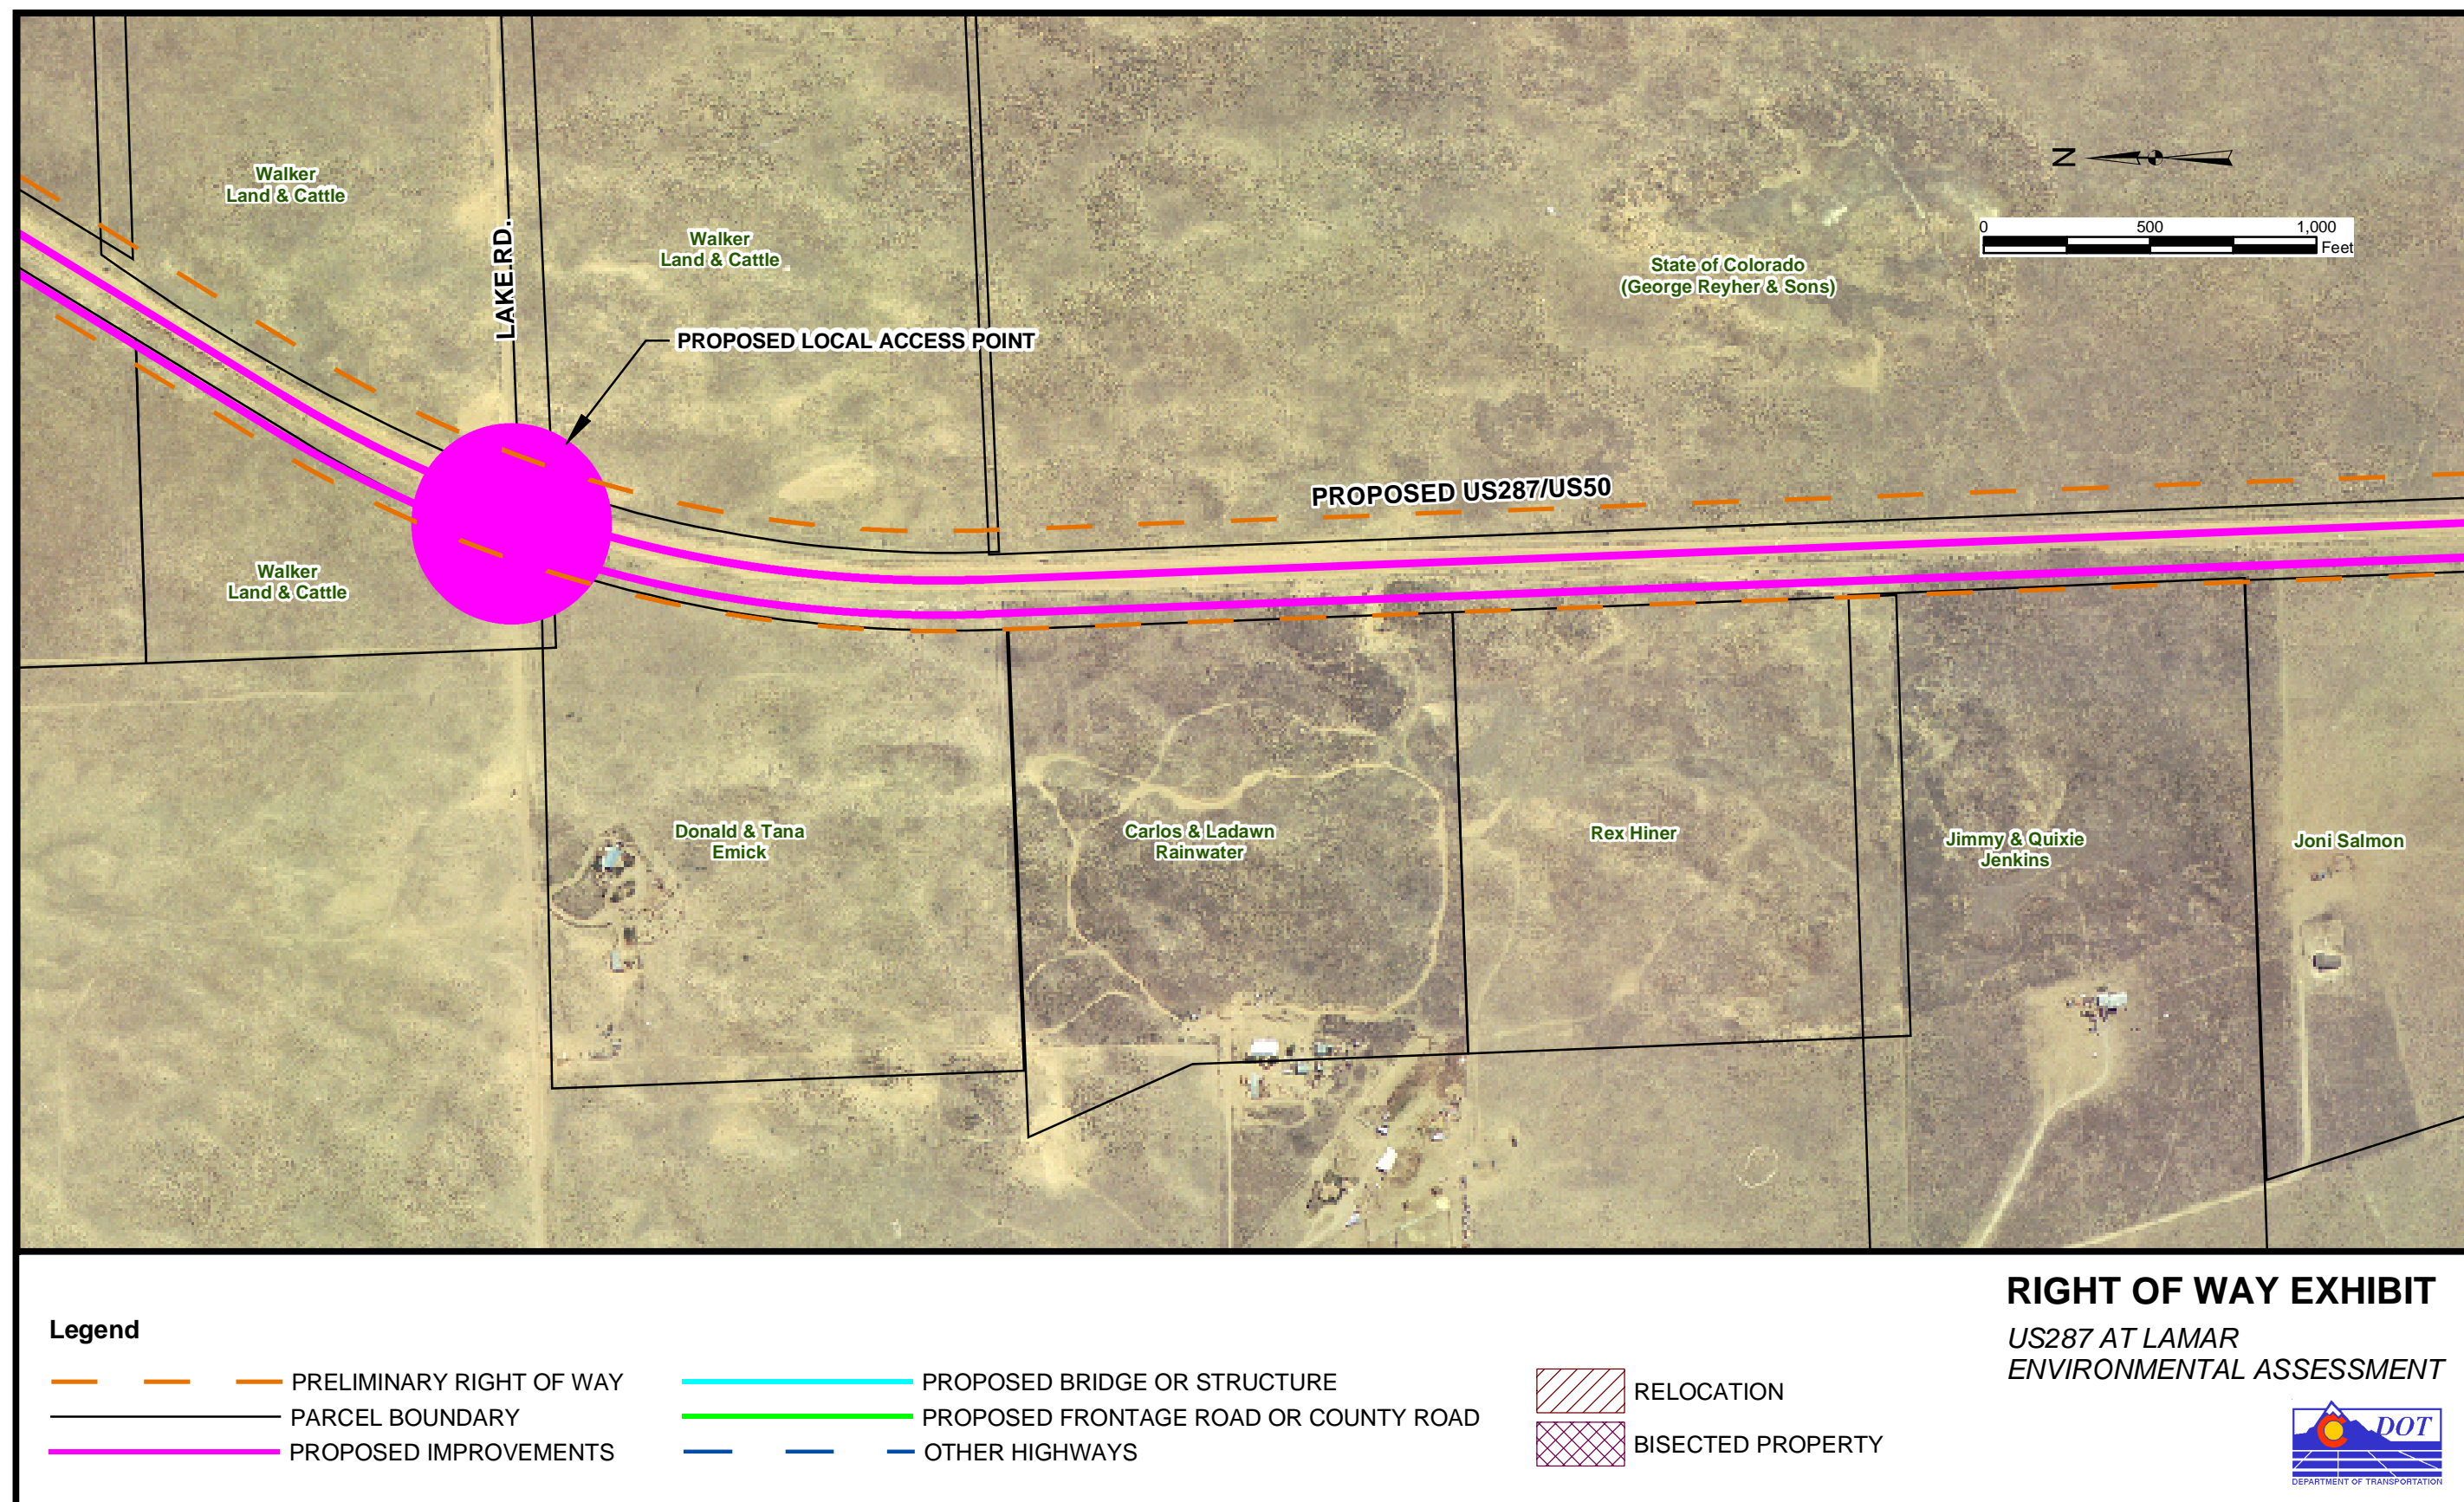 Walker
Land & Cattle
LAKE RD.
Walker
Land & Cattle
N
0 500 1,000
Feet
State of Colorado
(George Reyher & Sons)
PROPOSED LOCAL ACCESS POINT
PROPOSED US287/US50
Walker
Land & Cattle
Donald & Tana
Emick
Carlos & Ladawn
Rainwater
Rex Hiner
Jimmy & Quixie
Jenkins
Joni Salmon
RIGHT OF WAY EXHIBIT
US287 AT LAMAR
ENVIRONMENTAL ASSESSMENT
Legend
PRELIMINARY RIGHT OF WAY
PARCEL BOUNDARY
PROPOSED IMPROVEMENTS
PROPOSED BRIDGE OR STRUCTURE
PROPOSED FRONTAGE ROAD OR COUNTY ROAD
OTHER HIGHWAYS
RELOCATION
BISECTED PROPERTY
DOT
DEPARTMENT OF TRANSPORTATION